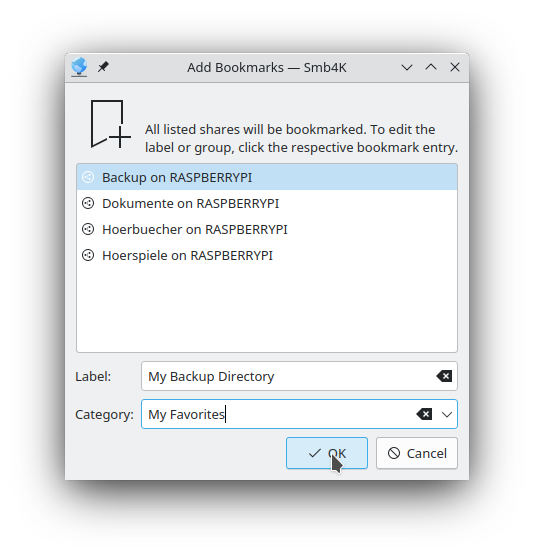 Add Bookmarks — Smb4K
All listed shares will be bookmarked. To edit the
label or group, click the respective bookmark entry.
Backup on RASPBERRYPI
Dokumente on RASPBERRYPI
Hoerbuecher on RASPBERRYPI
Hoerspiele on RASPBERRYPI
Label: My Backup Directory
Category: My Favorites
OK Cancel